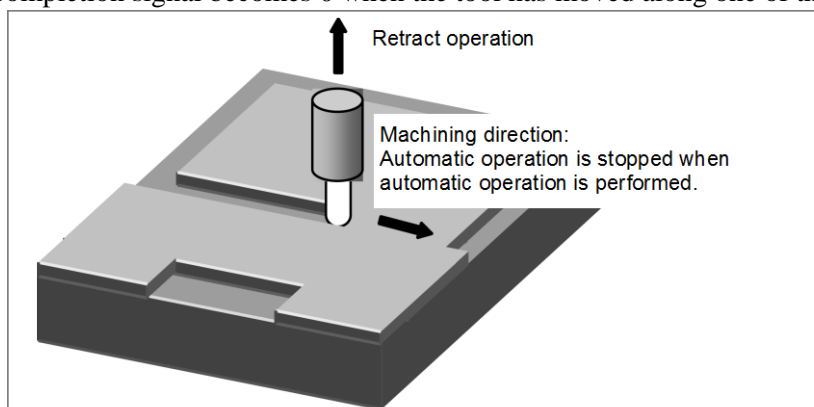 completion signal becomes 0 when the tool has moved along one of th
Retract operation
Machining direction:
Automatic operation is stopped when
automatic operation is performed.